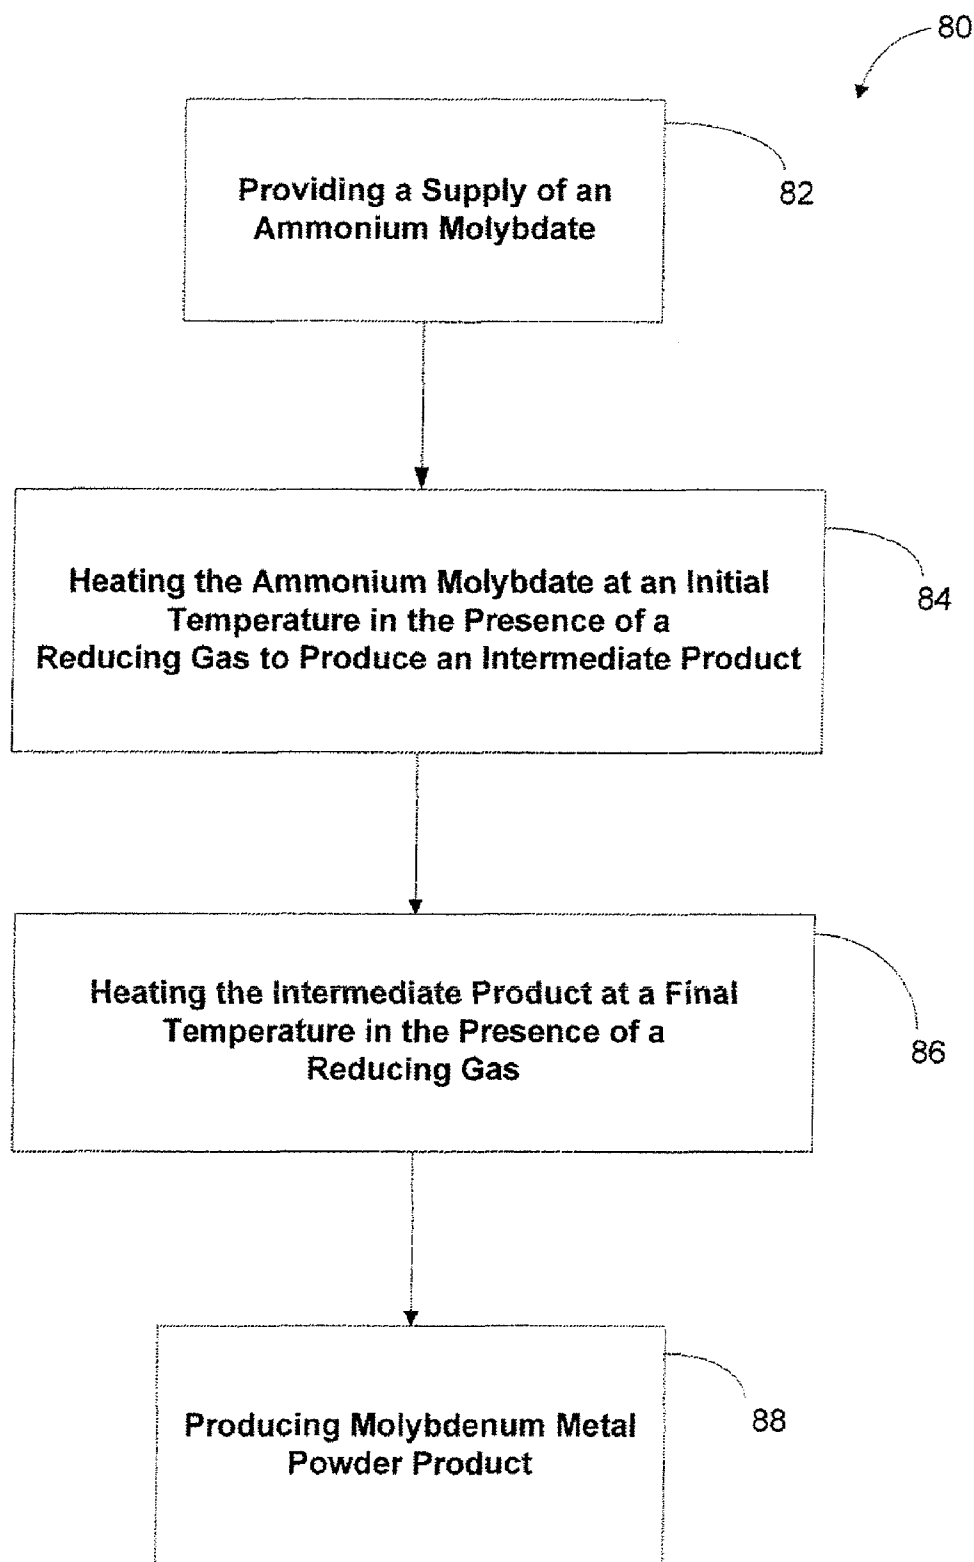 80
Providing a Supply of an
Ammonium Molybdate
82
Heating the Ammonium Molybdate at an Initial
Temperature in the Presence of a
Reducing Gas to Produce an Intermediate Product
84
Heating the Intermediate Product at a Final
Temperature in the Presence of a
Reducing Gas
86
Producing Molybdenum Metal
Powder Product
88